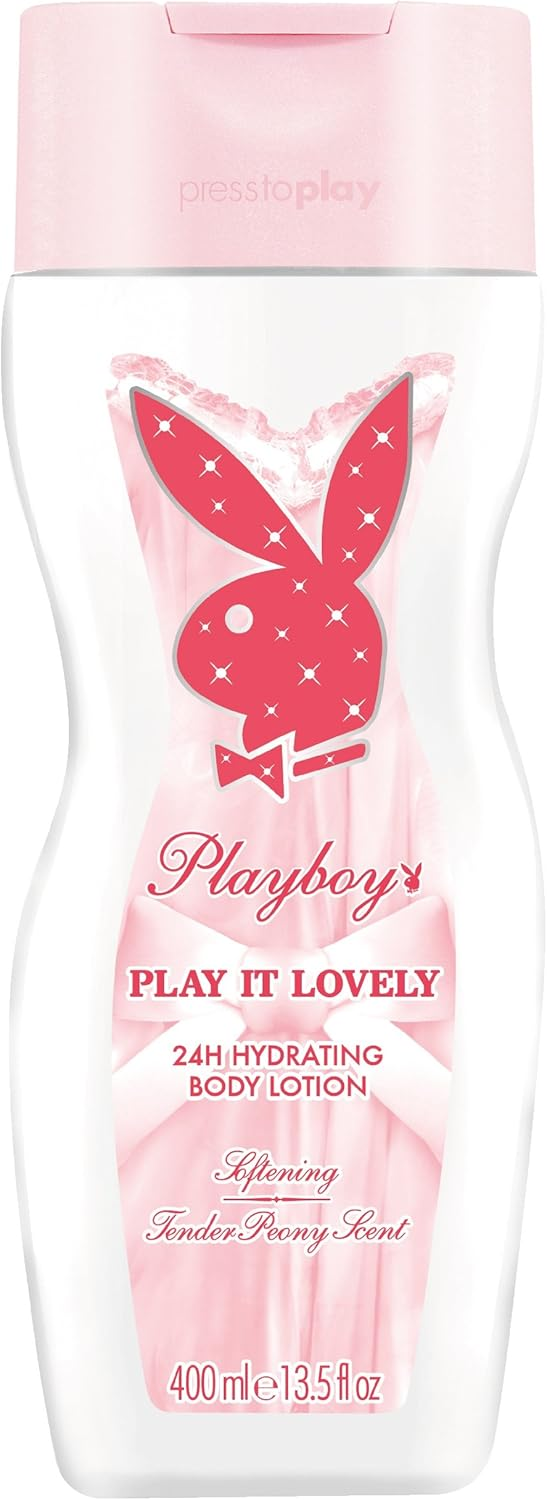 presstoplay
Playboy
PLAY IT LOVELY
24H HYDRATING
BODY LOTION
Softening
Tender Peony Scent
400 ml e 13.5 fl oz